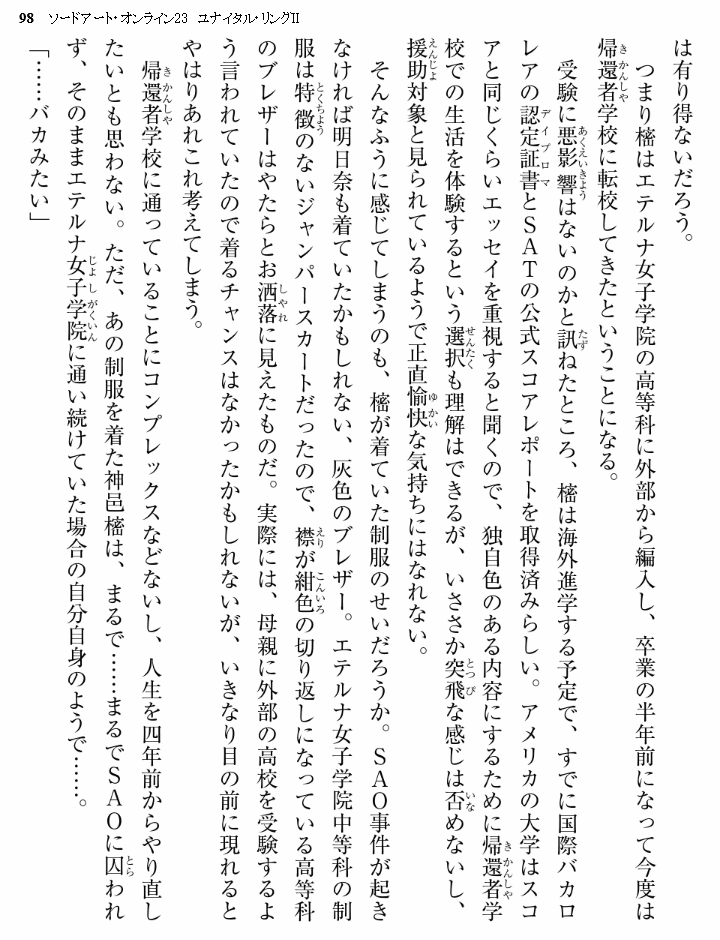 98 ソードアート・オンライン23 ユナイタル・リングII
は有り得ないだろう。
つまり樒はエテルナ女子学院の高等科に外部から編入し、卒業の半年前になって今度は
帰還者学校に転校してきたということになる。
受験に悪影響はないのかと訊ねたところ、樒は海外進学する予定で、すでに国際バカロ
レアの認定証書とSATの公式スコアレポートを取得済みらしい。アメリカの大学はスコ
アと同じくらいエッセイを重視すると聞くので、独自色のある内容にするために帰還者学
校での生活を体験するという選択も理解はできるが、いささか突飛な感じは否めないし、
援助対象と見られているようで正直愉快な気持ちにはなれない。
そんなふうに感じてしまうのも、樒が着ていた制服のせいだろうか。SAO事件が起き
なければ明日奈も着ていたかもしれない、灰色のブレザー。エテルナ女子学院中等科の制
服は特徴のないジャンパースカートだったので、襟が紺色の切り返しになっている高等科
のブレザーはやたらとお洒落に見えたものだ。実際には、母親に外部の高校を受験するよ
う言われていたので着るチャンスはなかったかもしれないが、いきなり目の前に現れると
やはりあれこれ考えてしまう。
帰還者学校に通っていることにコンプレックスなどないし、人生を四年前からやり直し
たいとも思わない。ただ、あの制服を着た神邑樒は、まるで……まるでSAOに囚われ
ず、そのままエテルナ女子学院に通い続けていた場合の自分自身のようで……。
「……バカみたい」